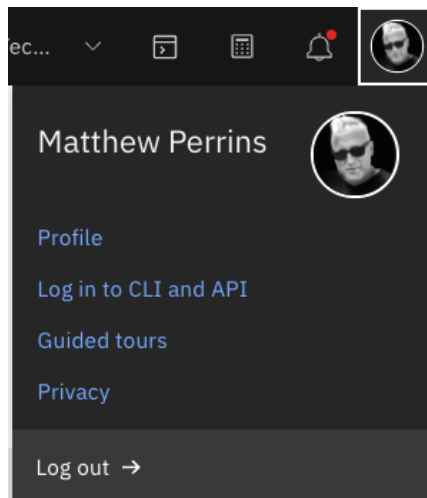 ec...
Matthew Perrins
Profile
Log in to CLI and API
Guided tours
Privacy
Log out →